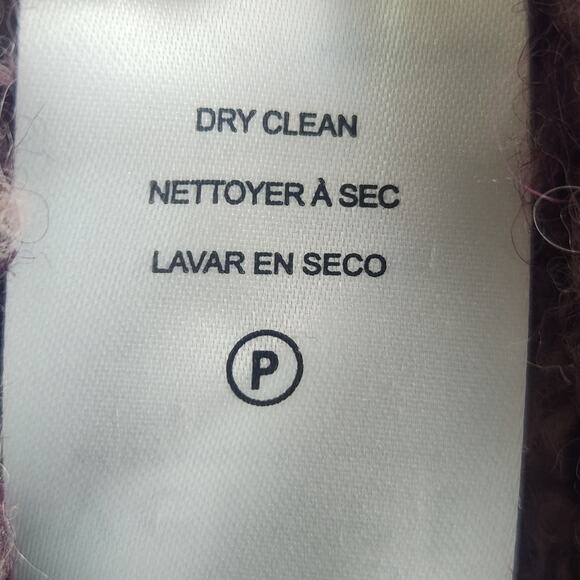 DRY CLEAN
NETTOYER À SEC
LAVAR EN SECO
P